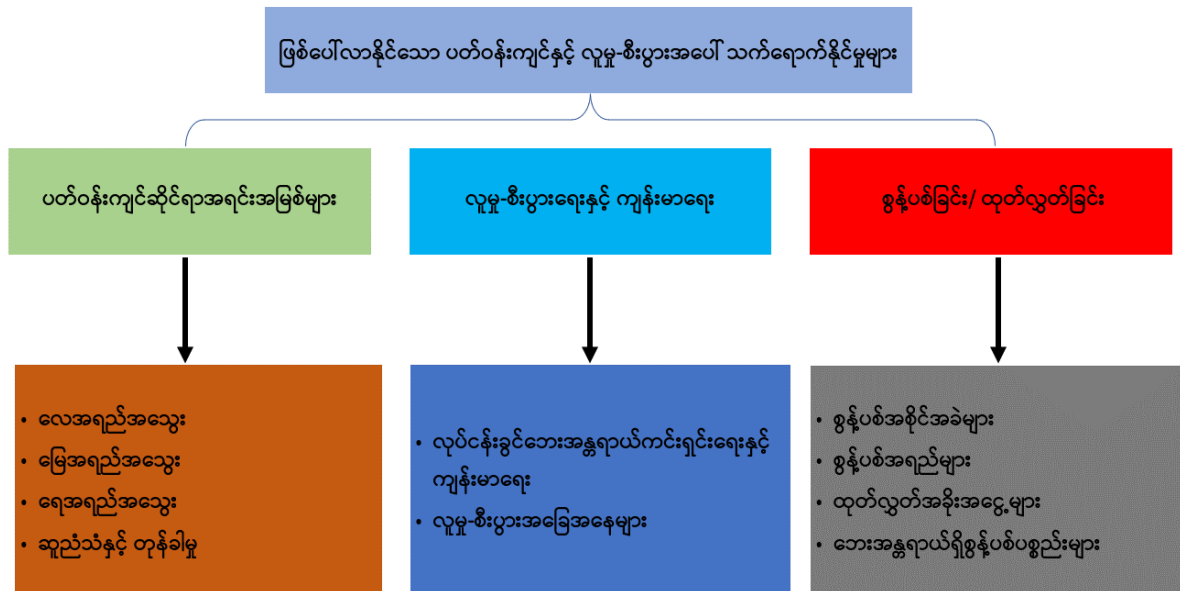 ဖြစ်ပေါ်လာနိုင်သော ပတ်ဝန်းကျင်နှင့် လူမှု-စီးပွားအပေါ် သက်ရောက်နိုင်မှုများ
ပတ်ဝန်းကျင်ဆိုင်ရာအရင်းအမြစ်များ
လူမှု-စီးပွားရေးနှင့် ကျန်းမာရေး
စွန့်ပစ်ခြင်း/ ထုတ်လွှတ်ခြင်း
• လေအရည်အသွေး
• မြေအရည်အသွေး
• ရေအရည်အသွေး
• ဆူညံသံနှင့် တုန်ခါမှု
• လုပ်ငန်းခွင်ဘေးအန္တရာယ်ကင်းရှင်းရေးနှင့်
ကျန်းမာရေး
• လူမှု-စီးပွားအခြေအနေများ
• စွန့်ပစ်အစိုင်အခဲများ
• စွန့်ပစ်အရည်များ
• ထုတ်လွှတ်အခိုးအငွေ့များ
• ဘေးအန္တရာယ်ရှိစွန့်ပစ်ပစ္စည်းများ